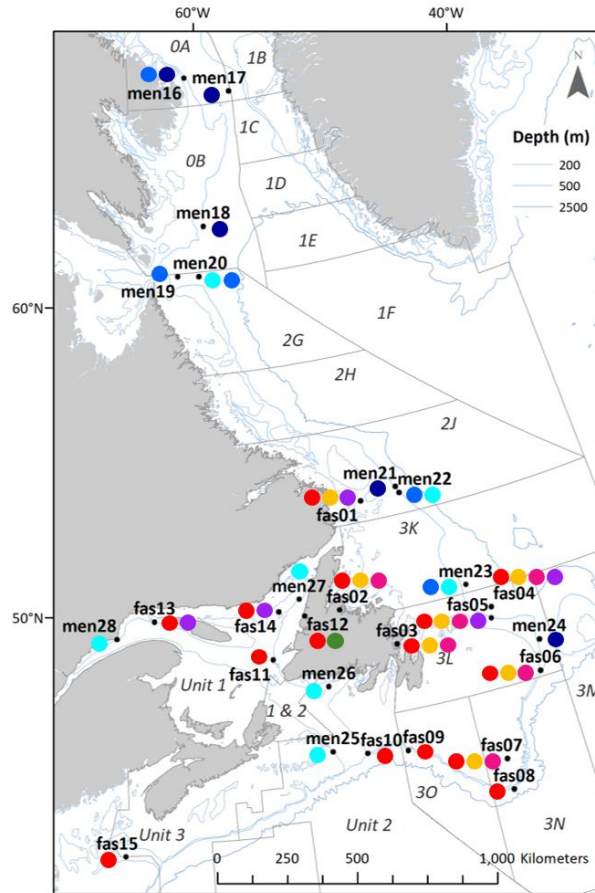 60°W
40°W
0A
1B
N
men16
men17
1C
Depth (m)
0B
200
1D
500
2500
men18
1E
men20
men19
60°N
1F
2G
2H
2J
men21
men22
fas01
3K
men23
men27
fas02
fas04
fas13
fas05
men28
50°N
fas14
men24
fas12
fas03
3L
fas06
Unit 1
fas11
men26
3M
1 & 2
men25
fas10
fas09
fas07
3O
fas08
Unit 3
Unit 2
3N
fas15
0
250
500
1,000 Kilometers